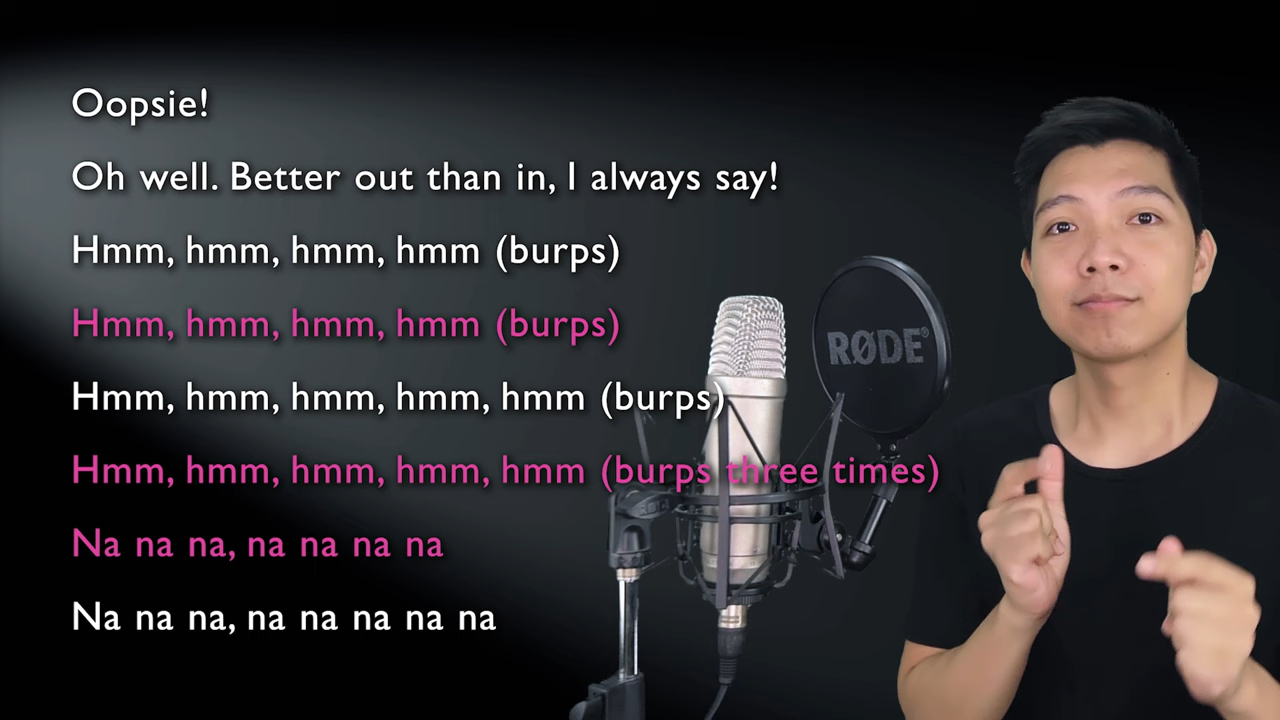 Oopsie!
Oh well. Better out than in, I always say!
Hmm, hmm, hmm, hmm (burps)
Hmm, hmm, hmm, hmm (burps)
Hmm, hmm, hmm, hmm, hmm (burps)
Hmm, hmm, hmm, hmm, hmm (burps three times)
Na na na, na na na na
Na na na, na na na na na
RØDE®